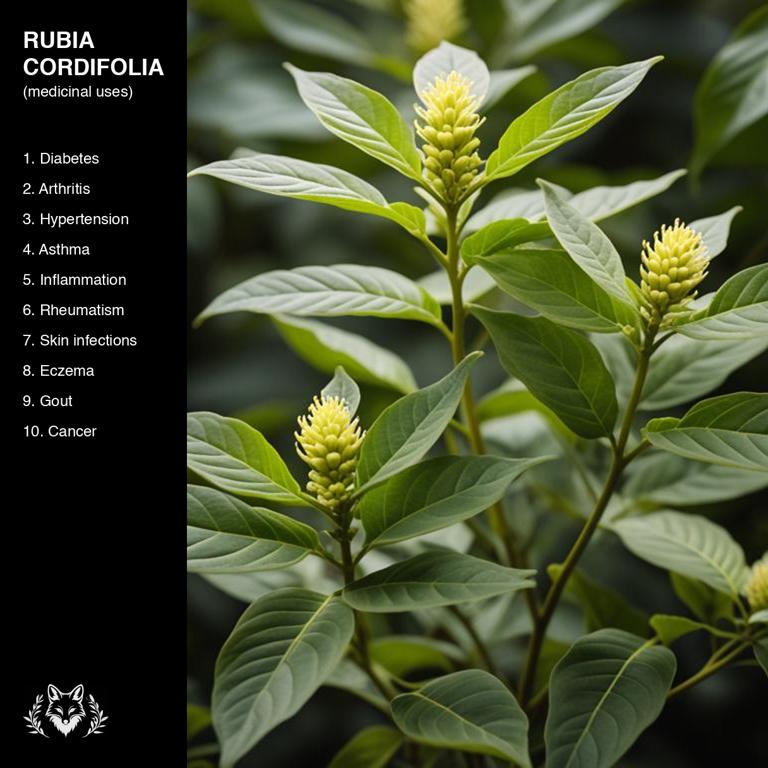 RUBIA
CORDIFOLIA
(medicinal uses)
1. Diabetes
2. Arthritis
3. Hypertension
4. Asthma
5. Inflammation
6. Rheumatism
7. Skin infections
8. Eczema
9. Gout
10. Cancer